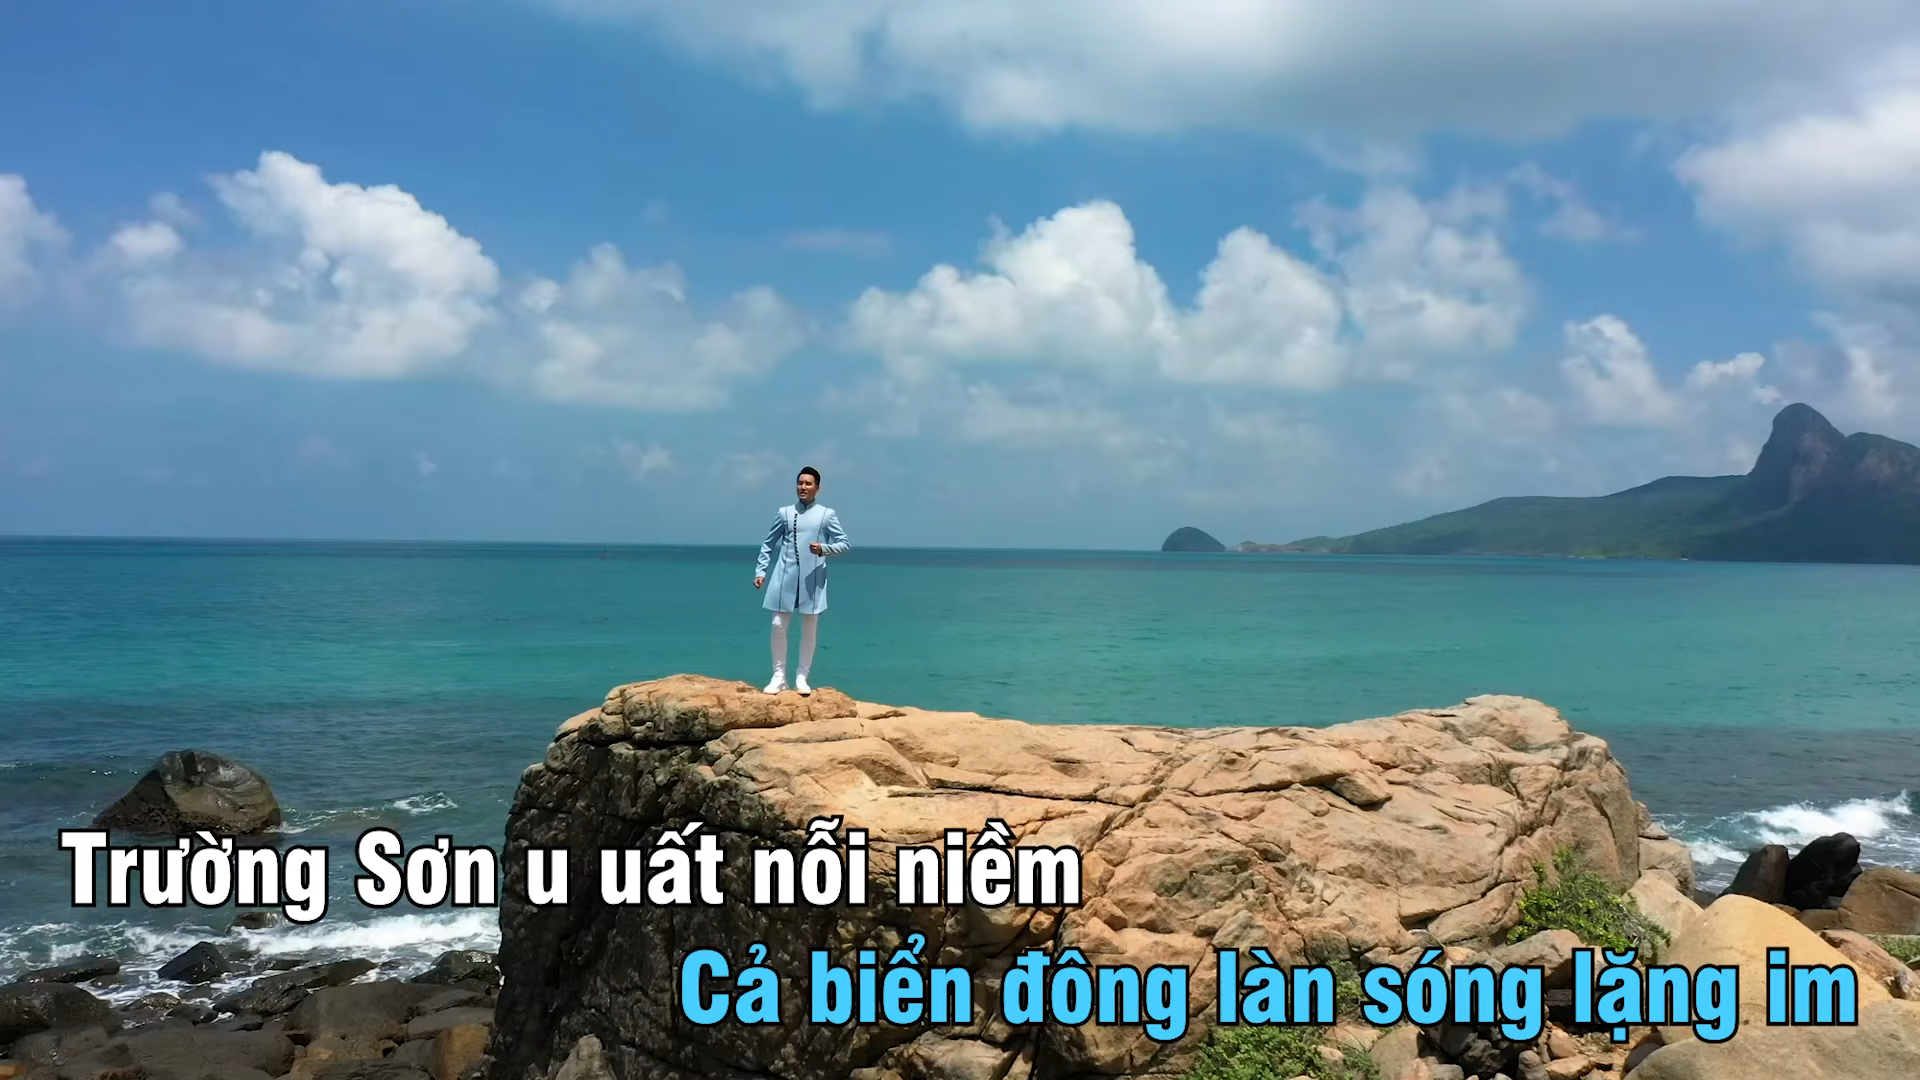 Trường Sơn u uất nỗi niềm
Cả biển đông làn sóng lặng im